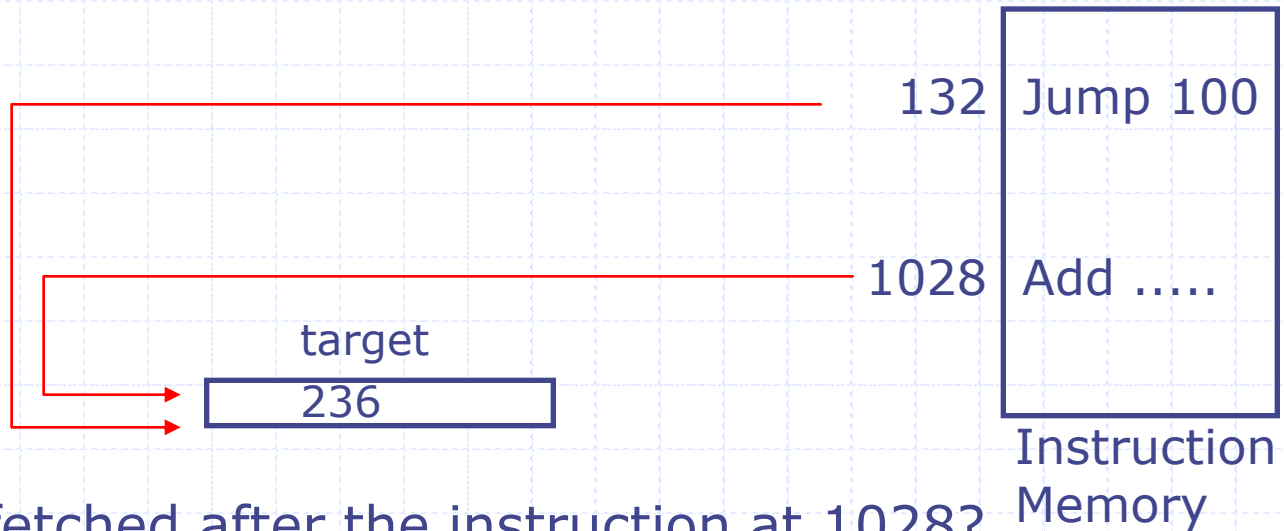 132 Jump 100
1028 Add .....
target
236
Instruction
Memory
fetched after the instruction at 1028?